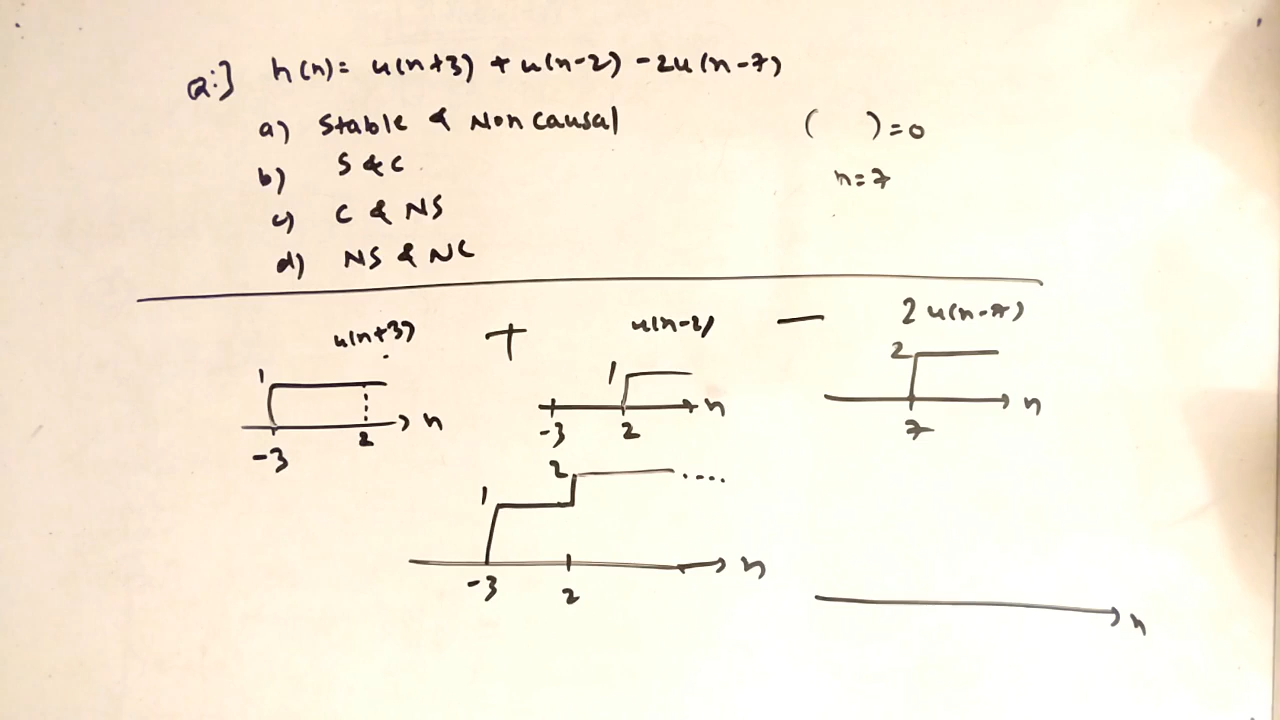 Q:] h(n)= u(n+3) + u(n-2) - 2u(n-7)
a) Stable & Non causal
( ) = 0
b) S & C
n=7
c) C & NS
d) NS & NC
u(n+3) + u(n-2) - 2u(n-7)
1
1
2
n
n
n
-3
2
-3
2
7
2
....
1
n
-3
2
n